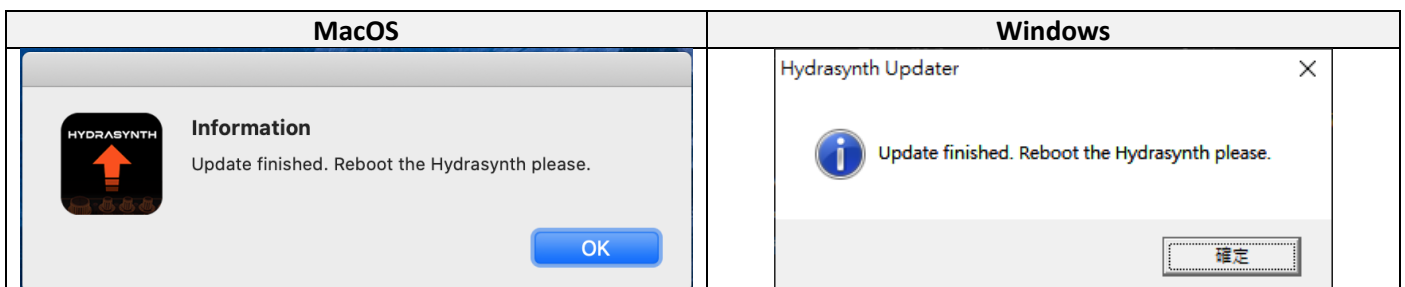 MacOS
Windows
HYDRASYNTH
Information
Update finished. Reboot the Hydrasynth please.
OK
Hydrasynth Updater
Update finished. Reboot the Hydrasynth please.
確定